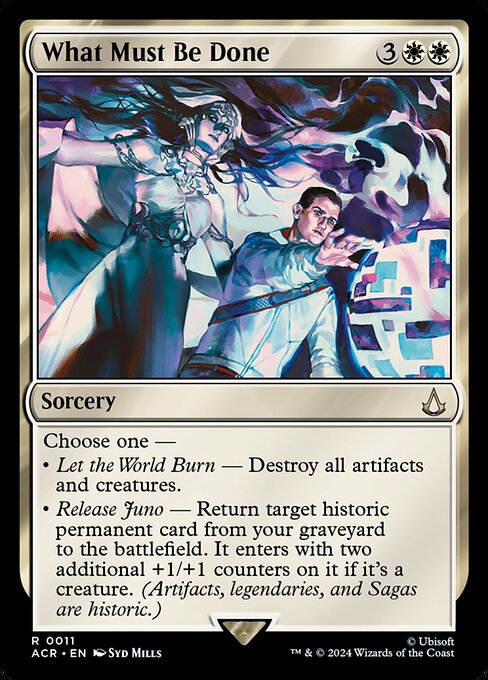 What Must Be Done 3
Sorcery
Choose one —
• Let the World Burn — Destroy all artifacts
and creatures.
• Release Juno — Return target historic
permanent card from your graveyard
to the battlefield. It enters with two
additional +1/+1 counters on it if it's a
creature. (Artifacts, legendaries, and Sagas
are historic.)
R 0011
ACR • EN Syd Mills
© Ubisoft
™ & © 2024 Wizards of the Coast